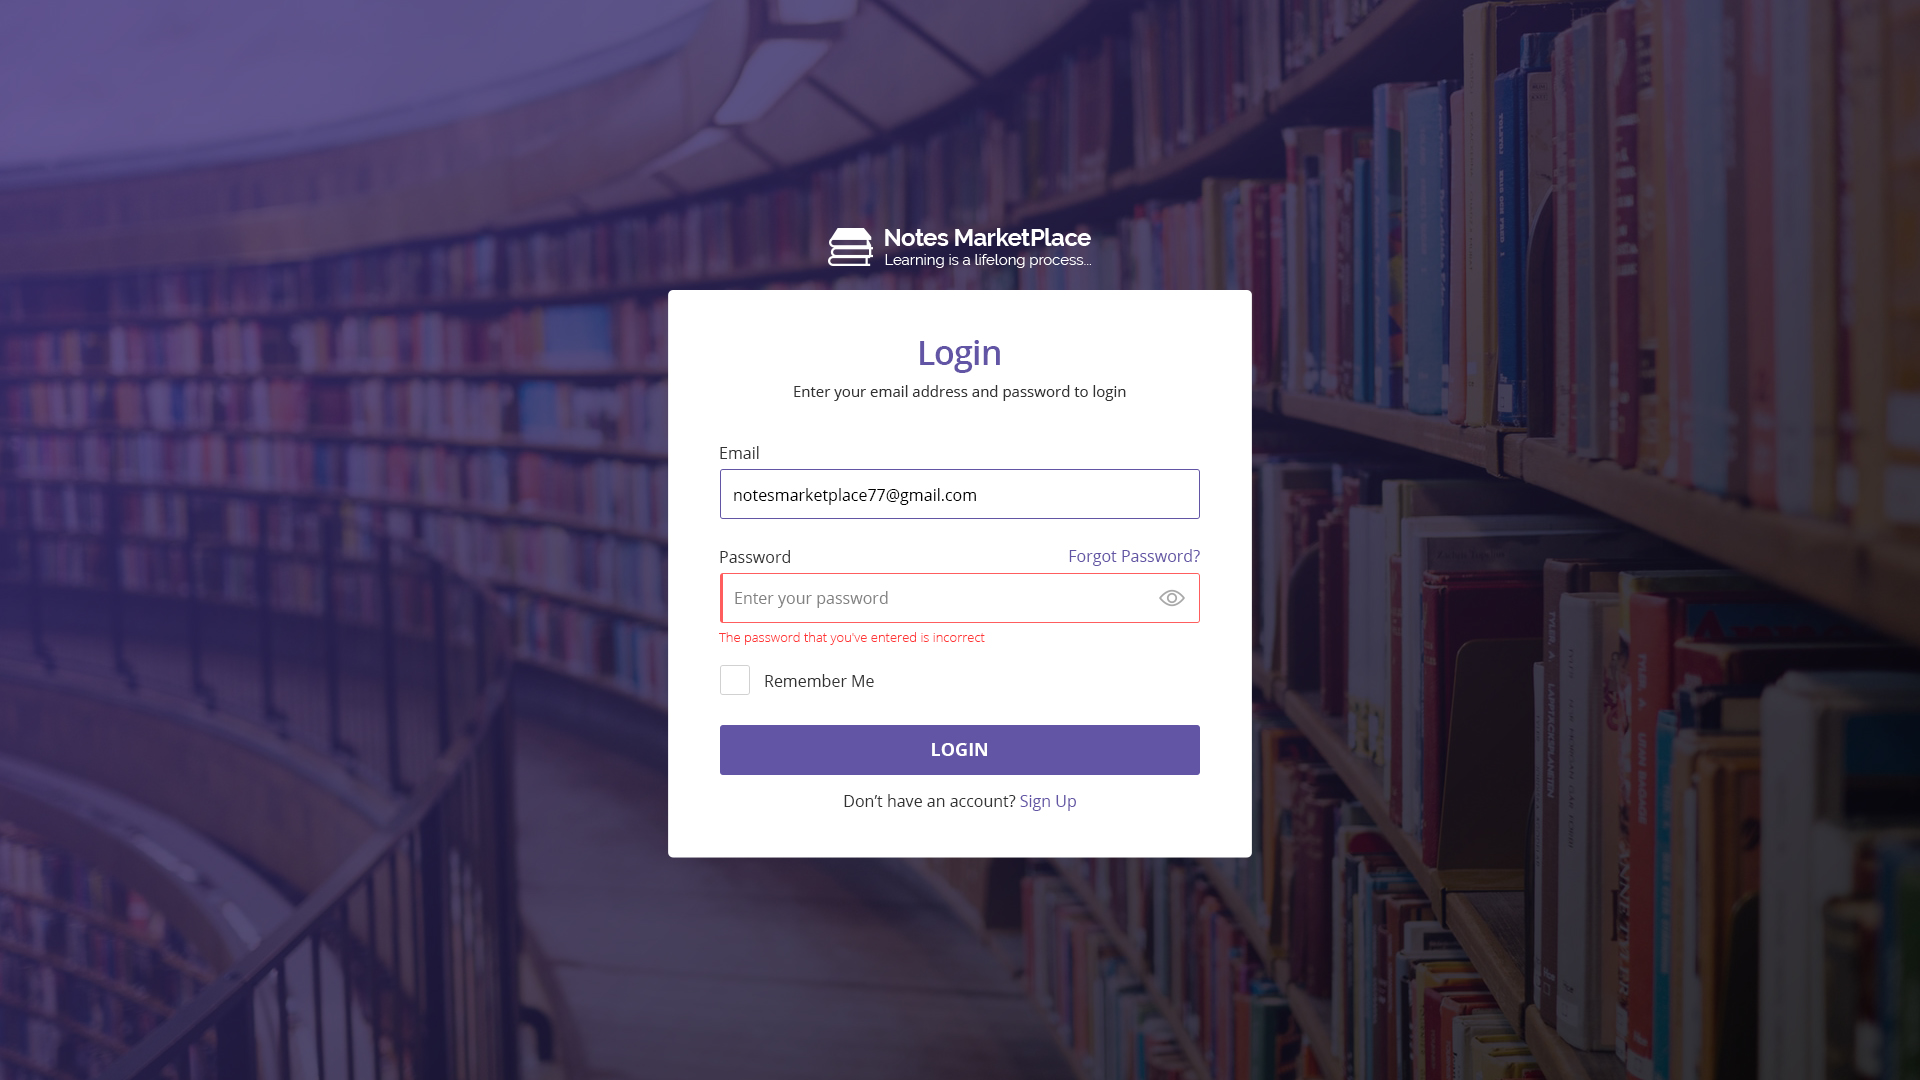 Notes MarketPlace
Learning is a lifelong process...
Login
Enter your email address and password to login
Email
notesmarketplace77@gmail.com
Password
Forgot Password?
Enter your password
The password that you've entered is incorrect
Remember Me
LOGIN
Don't have an account? Sign Up